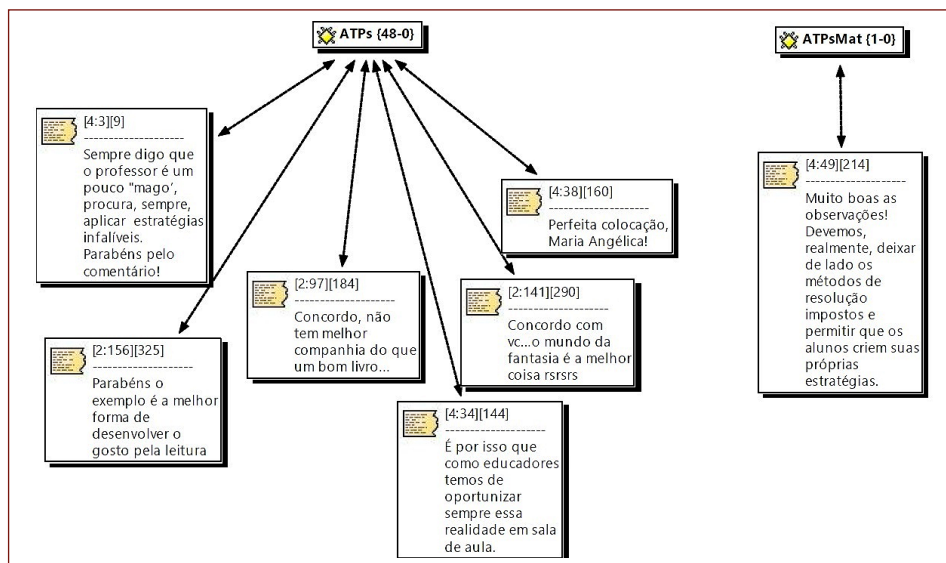 ATPs {48-0}
ATPsMat {1-0}
[4:3][9]
--------------------
Sempre digo que
o professor é um
pouco "mago’,
procura, sempre,
aplicar estratégias
infalíveis.
Parabéns pelo
comentário!
[4:38][160]
--------------------
Perfeita colocação,
Maria Angélica!
[4:49][214]
--------------------
Muito boas as
observações!
Devemos,
realmente, deixar
de lado os
métodos de
resolução
impostos e
permitir que os
alunos criem suas
próprias
estratégias.
[2:97][184]
--------------------
Concordo, não
tem melhor
companhia do que
um bom livro...
[2:141][290]
--------------------
Concordo com
vc...o mundo da
fantasia é a melhor
coisa rsrsrs
[2:156][325]
--------------------
Parabéns o
exemplo é a melhor
forma de
desenvolver o
gosto pela leitura
[4:34][144]
--------------------
É por isso que
como educadores
temos de
oportunizar
sempre essa
realidade em sala
de aula.